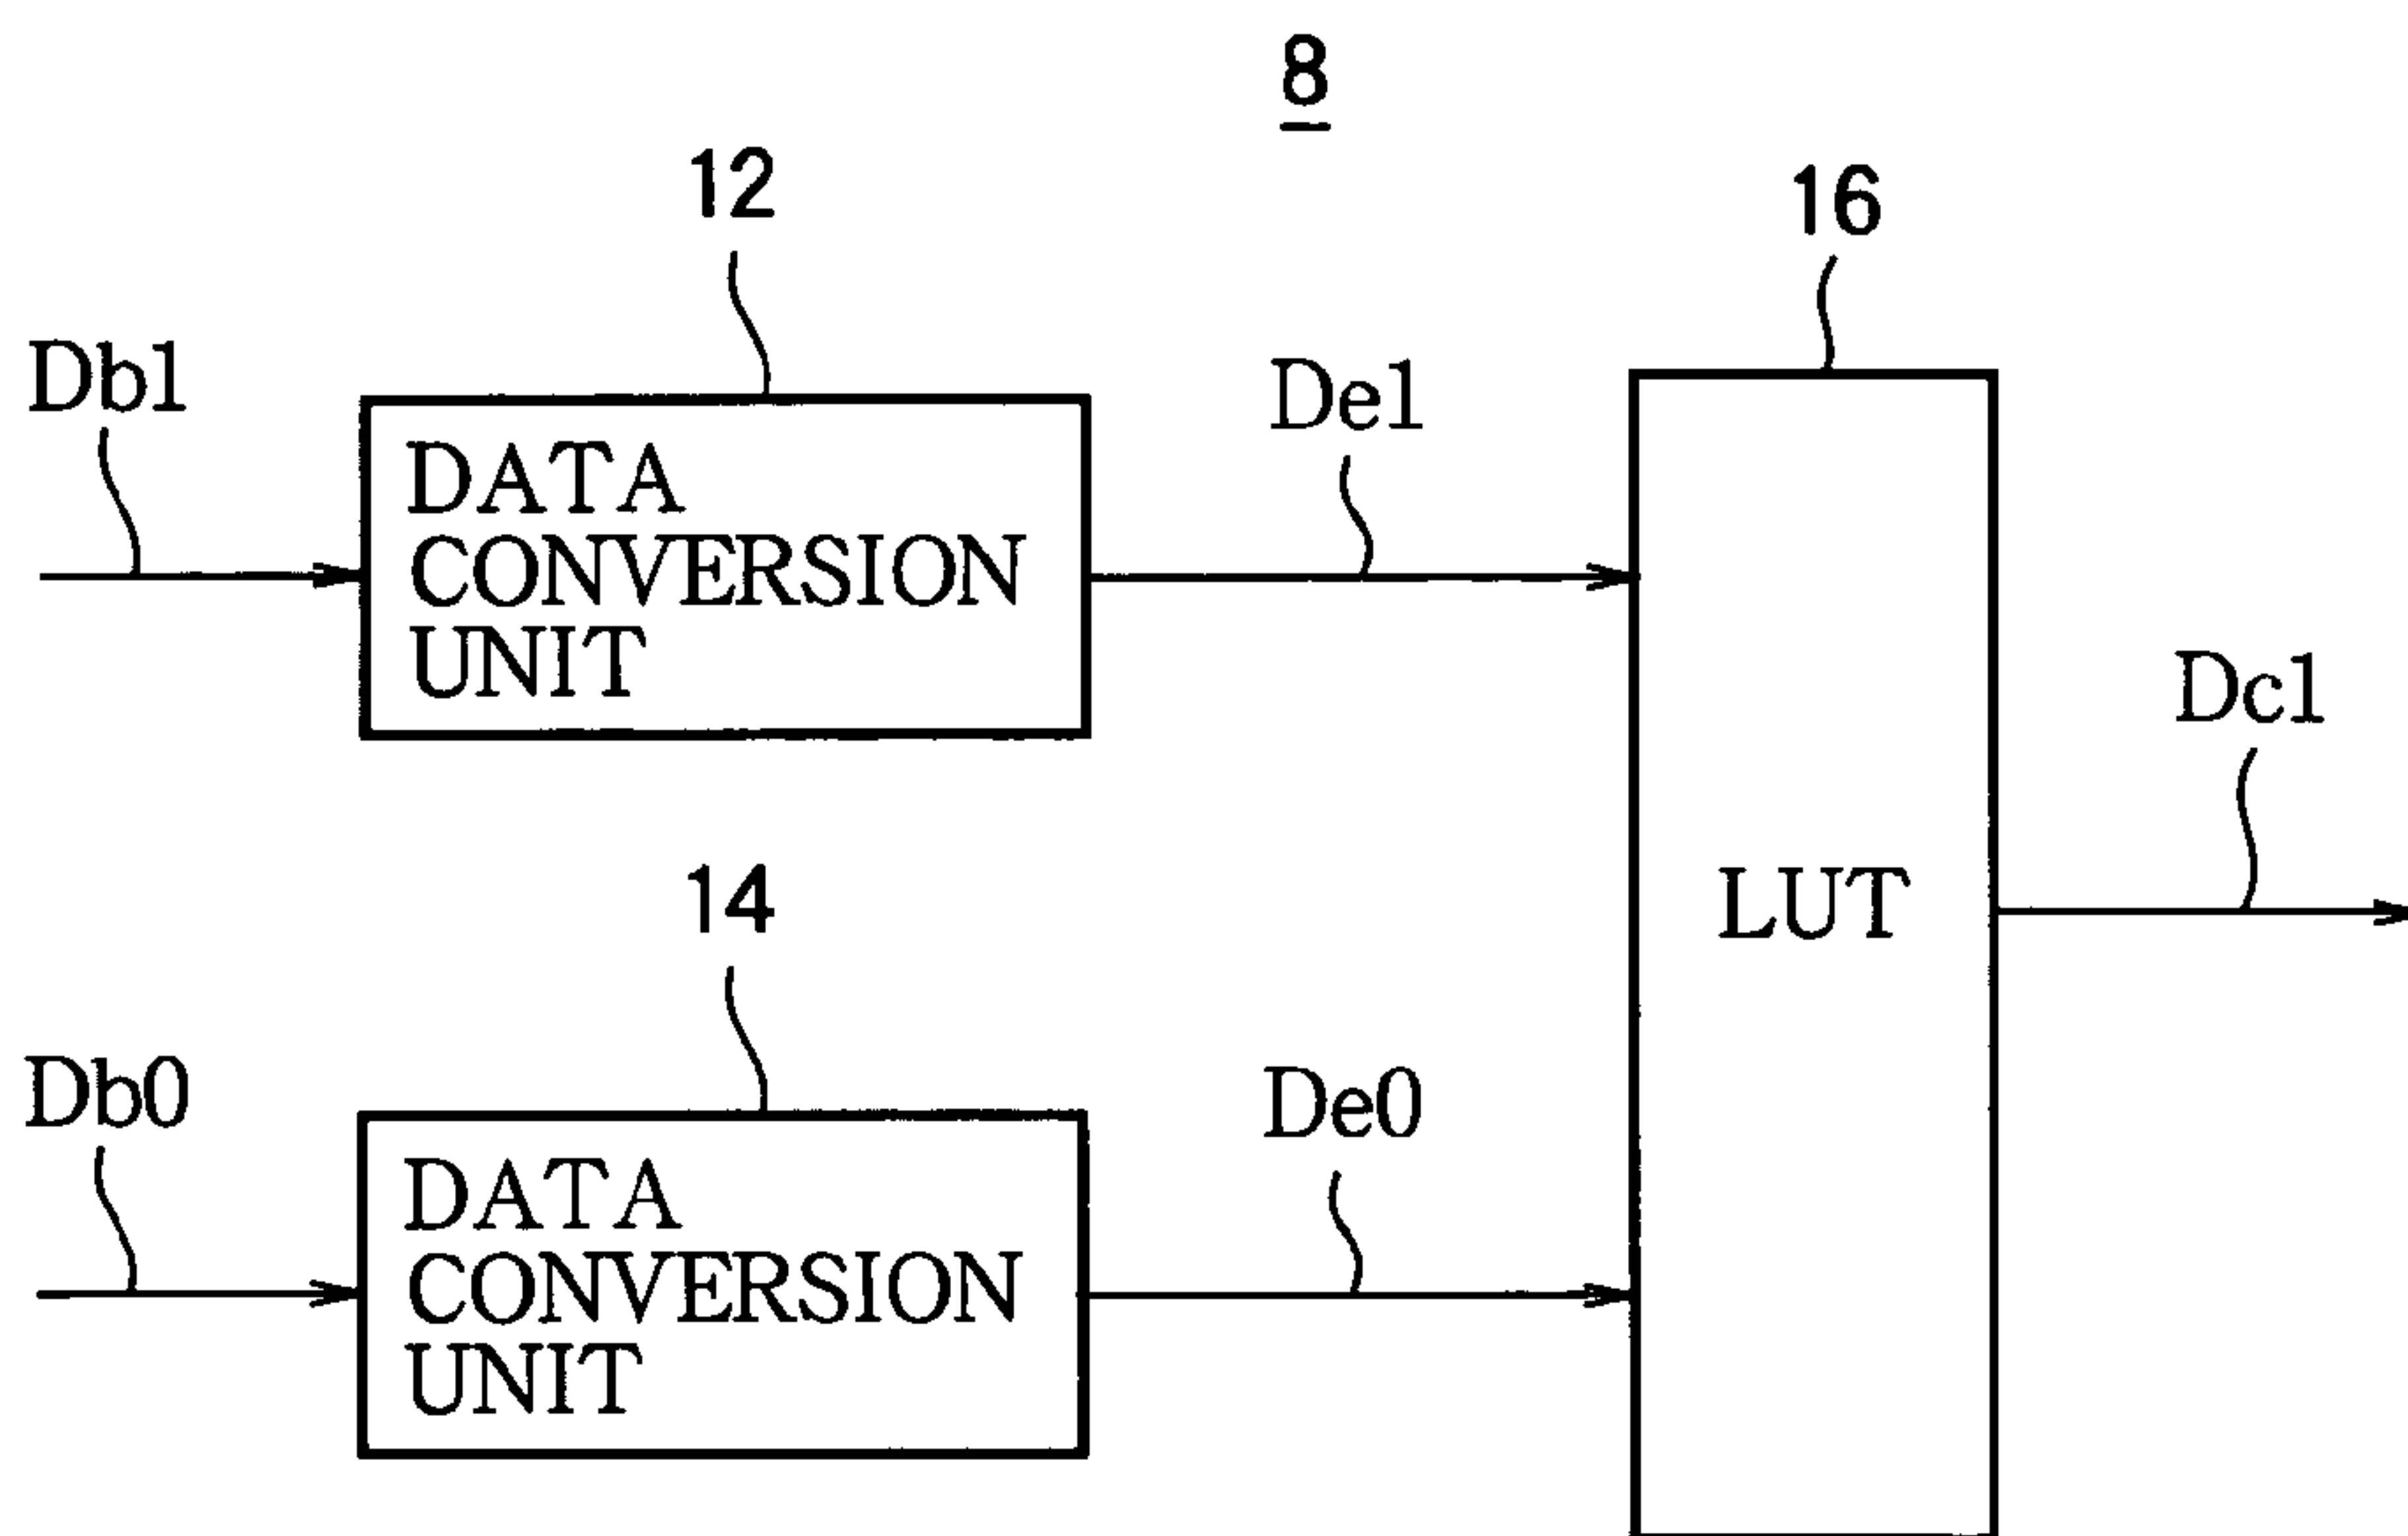 8
12
16
Db1
De1
DATA
CONVERSION
UNIT
Dc1
LUT
14
Db0
De0
DATA
CONVERSION
UNIT